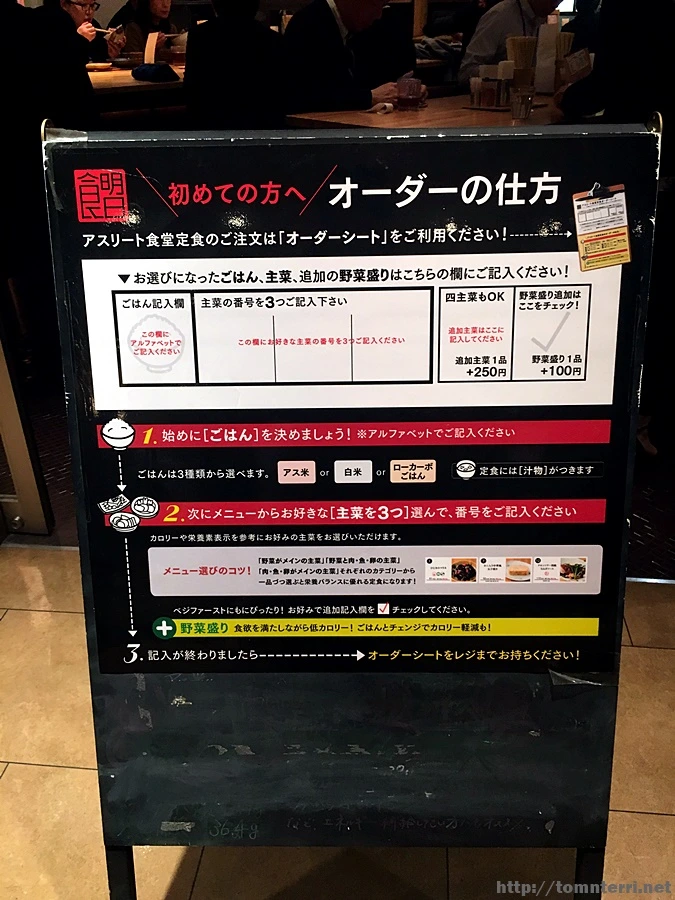 初めての方へ オーダーの仕方
アスリート食堂定食のご注文は「オーダーシート」をご利用ください!
▼お選びになったごはん、主菜、追加の野菜盛りはこちらの欄にご記入ください!
ごはん記入欄
この欄に
アルファベットで
ご記入ください
主菜の番号を3つご記入下さい
この欄にお好きな主菜の番号を3つご記入ください
四主菜もOK
追加主菜はここに
記入してください
追加主菜1品
+250円
野菜盛り追加は
ここをチェック!
野菜盛り1品
+100円
1. 始めに[ごはん]を決めましょう! ※アルファベットでご記入ください
ごはんは3種類から選べます。 アス米 or 白米 or ローカーボごはん 定食には[汁物]がつきます
2. 次にメニューからお好きな[主菜を3つ]選んで、番号をご記入ください
カロリーや栄養素表示を参考にお好みの主菜をお選びいただけます。
メニュー選びのコツ!
「野菜がメインの主菜」「野菜と肉・魚・卵の主菜」
「肉・魚・卵がメインの主菜」それぞれのカテゴリーから
一品づつ選ぶと栄養バランスに優れる定食になります!
ベジファーストにもにぴったり! お好みで追加記入欄を ✓ チェックしてください。
+ 野菜盛り 食欲を満たしながら低カロリー! ごはんとチェンジでカロリー軽減も!
3. 記入が終わりましたら オーダーシートをレジまでお持ちください!
http://tomnterri.net